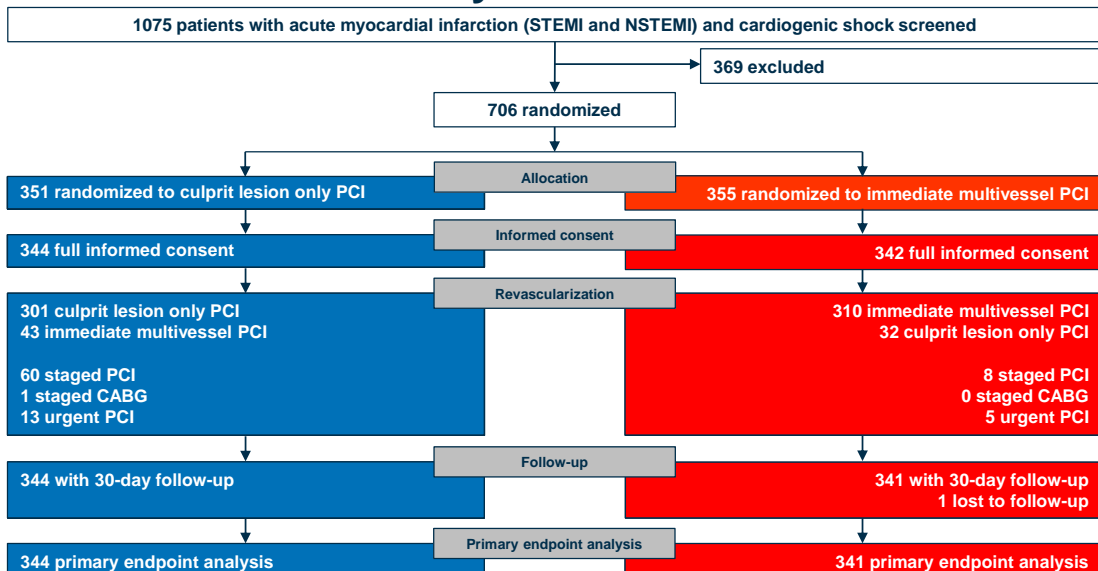 1075 patients with acute myocardial infarction (STEMI and NSTEMI) and cardiogenic shock screened
369 excluded
706 randomized
Allocation
351 randomized to culprit lesion only PCI
355 randomized to immediate multivessel PCI
Informed consent
344 full informed consent
342 full informed consent
Revascularization
301 culprit lesion only PCI
43 immediate multivessel PCI
60 staged PCI
1 staged CABG
13 urgent PCI
310 immediate multivessel PCI
32 culprit lesion only PCI
8 staged PCI
0 staged CABG
5 urgent PCI
Follow-up
344 with 30-day follow-up
341 with 30-day follow-up
1 lost to follow-up
Primary endpoint analysis
344 primary endpoint analysis
341 primary endpoint analysis